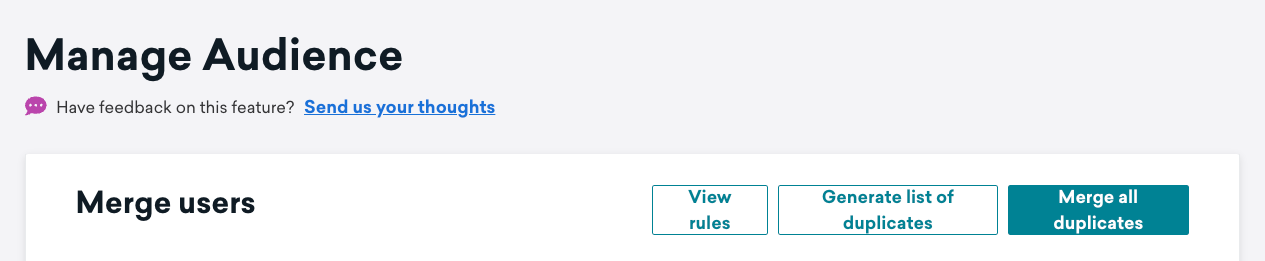 Manage Audience
Have feedback on this feature? Send us your thoughts
Merge users
View
rules
Generate list of
duplicates
Merge all
duplicates